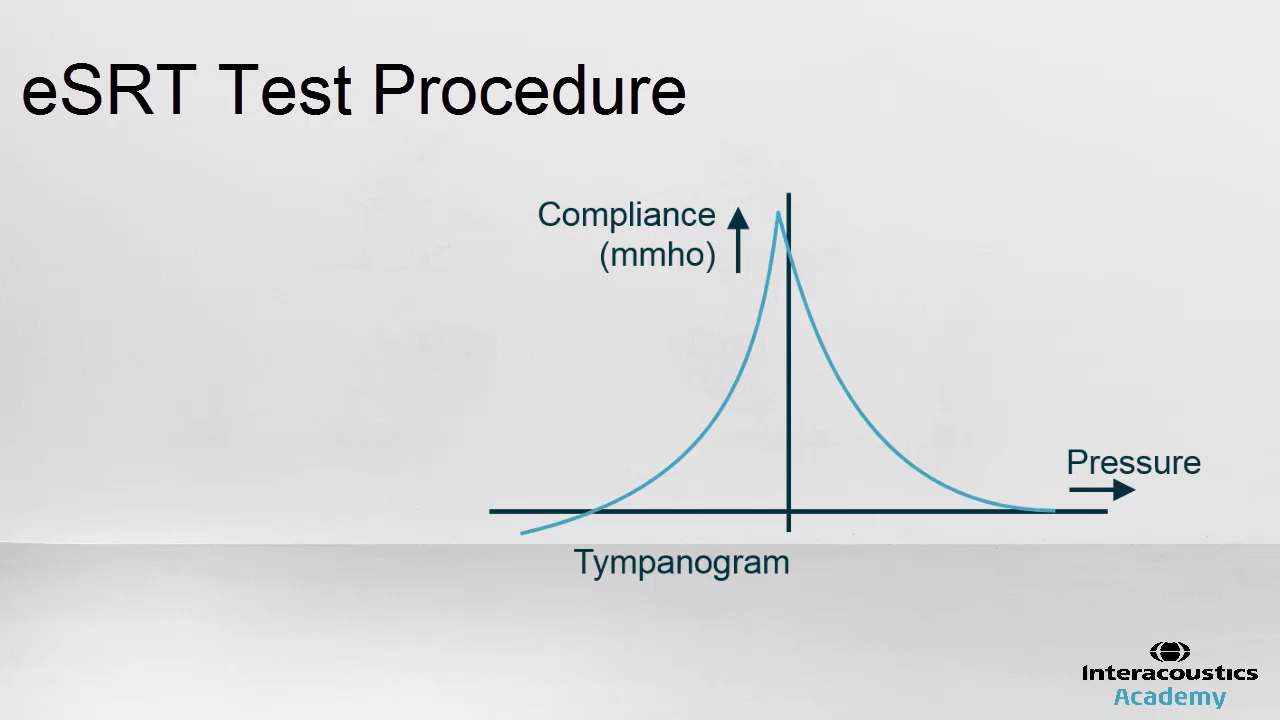 eSRT Test Procedure
Compliance
(mmho)
Pressure
Tympanogram
Interacoustics
Academy